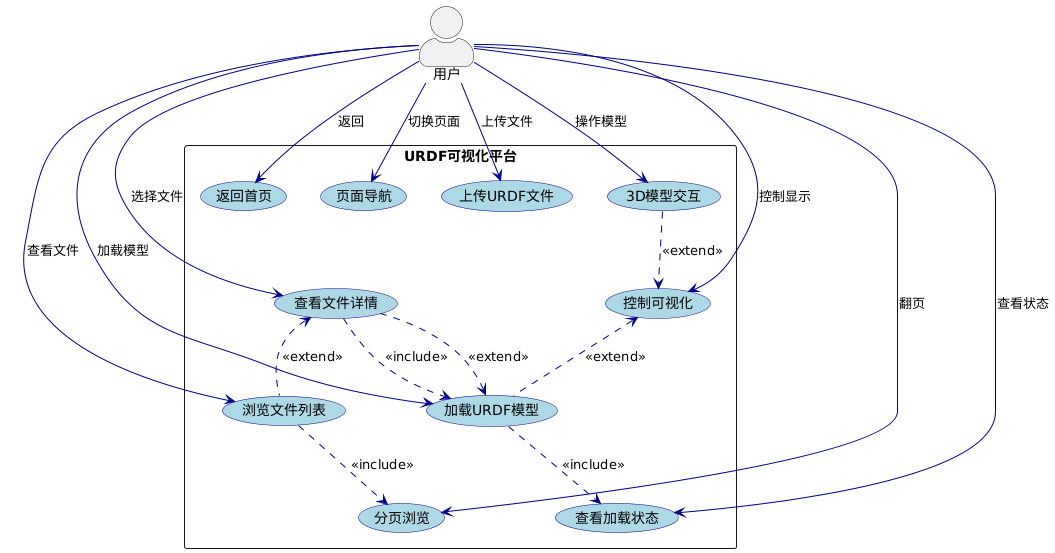 用户
返回
切换页面
上传文件
操作模型
URDF可视化平台
返回首页
页面导航
上传URDF文件
3D模型交互
选择文件
控制显示
查看文件
加载模型
«extend»
查看文件详情
控制可视化
翻页
查看状态
«extend»
«include»
«extend»
«extend»
浏览文件列表
加载URDF模型
«include»
«include»
分页浏览
查看加载状态